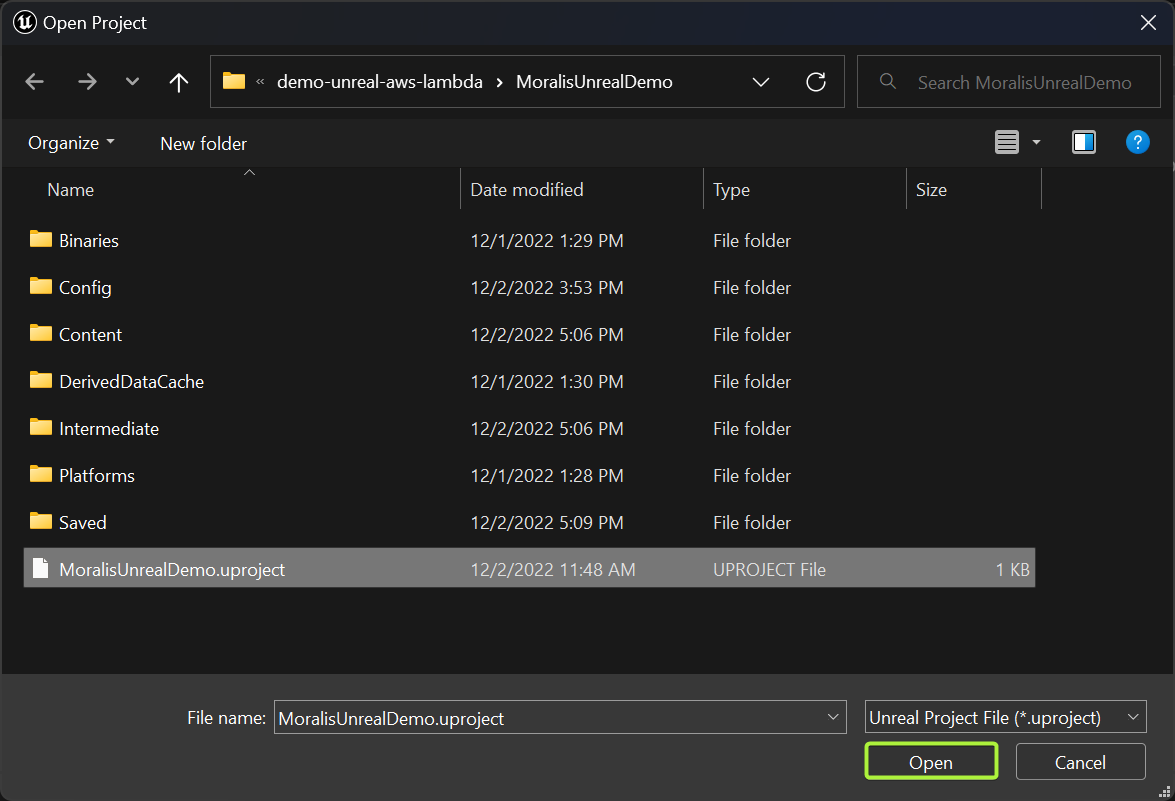 Open Project
« demo-unreal-aws-lambda › MoralisUnrealDemo Search MoralisUnrealDemo
Organize New folder ?
Name Date modified Type Size
Binaries 12/1/2022 1:29 PM File folder
Config 12/2/2022 3:53 PM File folder
Content 12/2/2022 5:06 PM File folder
DerivedDataCache 12/1/2022 1:30 PM File folder
Intermediate 12/2/2022 5:06 PM File folder
Platforms 12/1/2022 1:28 PM File folder
Saved 12/2/2022 5:09 PM File folder
MoralisUnrealDemo.uproject 12/2/2022 11:48 AM UPROJECT File 1 KB
File name: MoralisUnrealDemo.uproject Unreal Project File (*.uproject)
Open Cancel